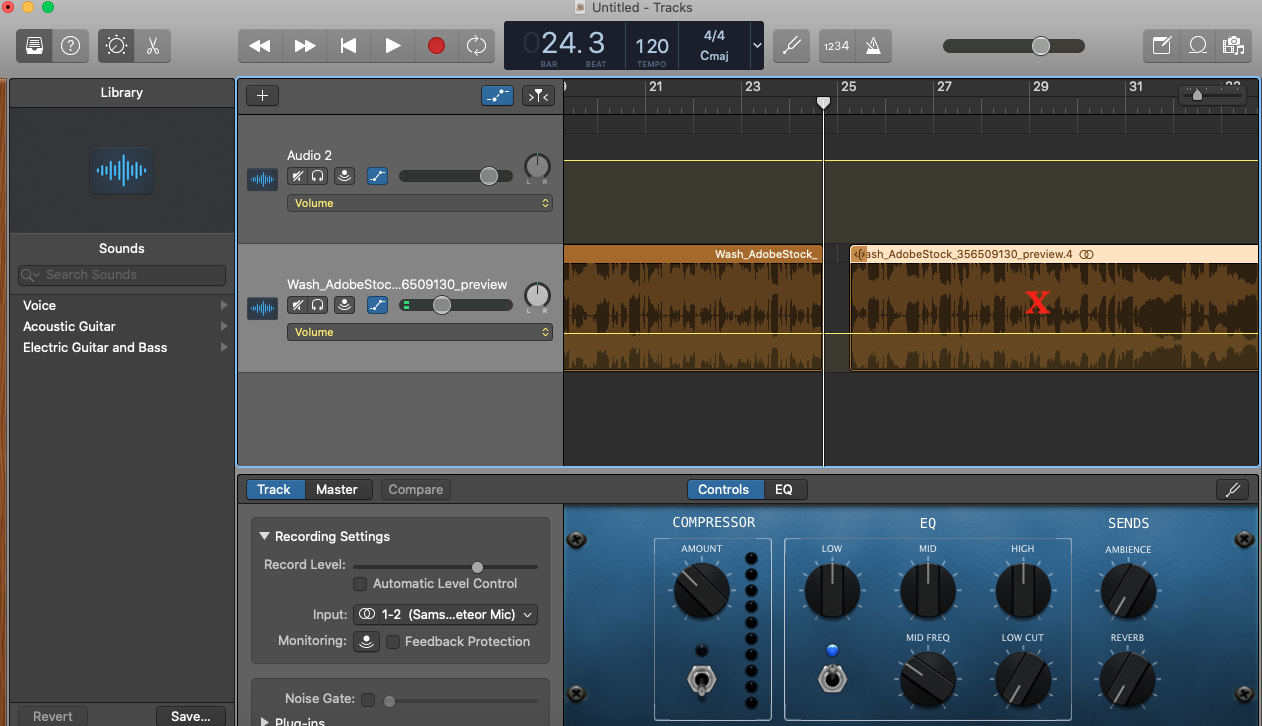 Untitled - Tracks
024.3
BAR BEAT
120
TEMPO
4/4
Cmaj
1234
Library
Sounds
Search Sounds
Voice
Acoustic Guitar
Electric Guitar and Bass
Revert Save...
21 23 25 27 29 31
Audio 2
L R
Volume
Wash_AdobeStoc...6509130_preview
L R
Volume
Wash_AdobeStock_
ash_AdobeStock_356509130_preview.4
X
Track Master Compare Controls EQ
Recording Settings
Record Level:
Automatic Level Control
Input: 1-2 (Sams...eteor Mic)
Monitoring: Feedback Protection
Noise Gate:
Plug-ins
COMPRESSOR EQ SENDS
AMOUNT LOW MID HIGH AMBIENCE
MID FREQ LOW CUT REVERB